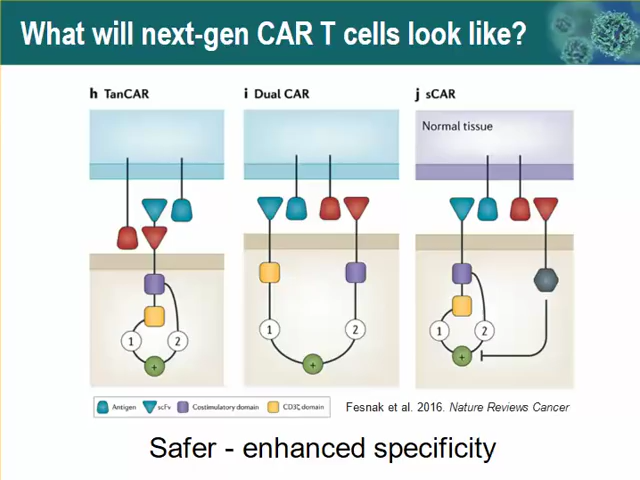 What will next-gen CAR T cells look like?
h TanCAR
i Dual CAR
j sCAR
Normal tissue
1
2
+
1
2
+
1
2
+
Antigen
scFv
Costimulatory domain
CD3ζ domain
Fesnak et al. 2016. Nature Reviews Cancer
Safer - enhanced specificity